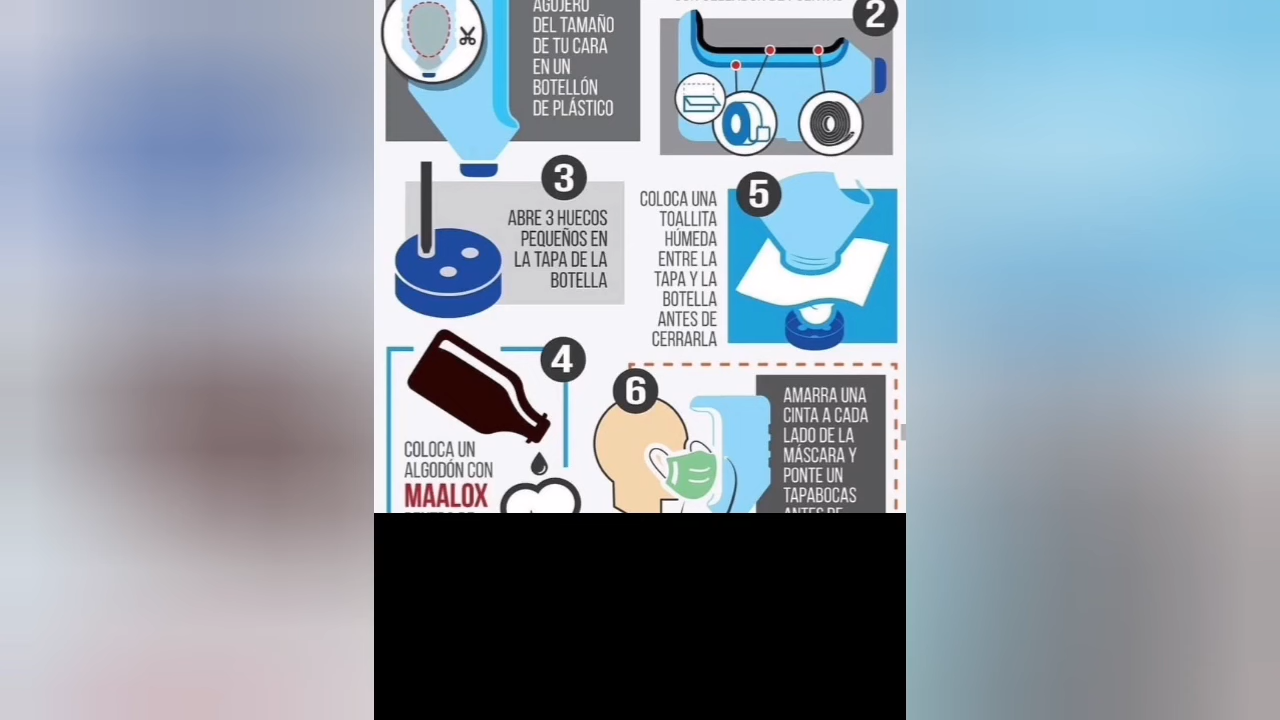 AGUJERO
DEL TAMAÑO
DE TU CARA
EN UN
BOTELLÓN
DE PLÁSTICO
2
3
ABRE 3 HUECOS
PEQUEÑOS EN
LA TAPA DE LA
BOTELLA
5
COLOCA UNA
TOALLITA
HÚMEDA
ENTRE LA
TAPA Y LA
BOTELLA
ANTES DE
CERRARLA
4
COLOCA UN
ALGODÓN CON
MAALOX
6
AMARRA UNA
CINTA A CADA
LADO DE LA
MÁSCARA Y
PONTE UN
TAPABOCAS
ANTES DE